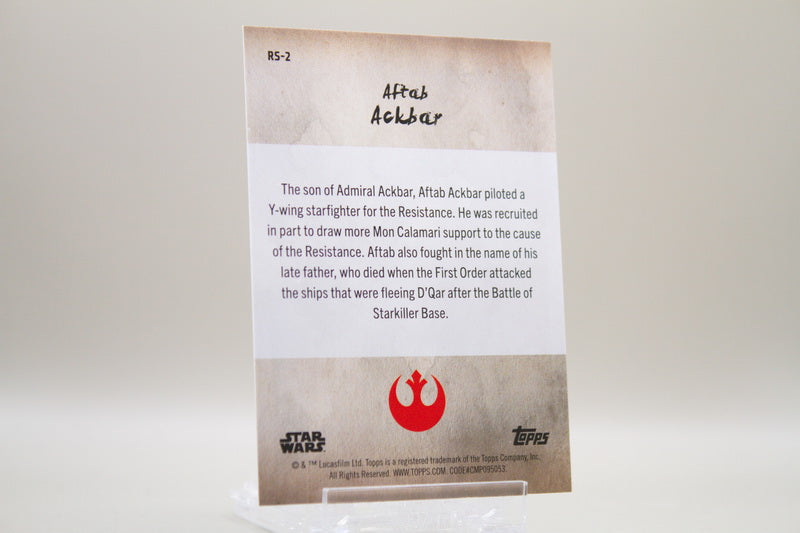 RS-2
Aftab
Ackbar
The son of Admiral Ackbar, Aftab Ackbar piloted a
Y-wing starfighter for the Resistance. He was recruited
in part to draw more Mon Calamari support to the cause
of the Resistance. Aftab also fought in the name of his
late father, who died when the First Order attacked
the ships that were fleeing D'Qar after the Battle of
Starkiller Base.
STAR
WARS
Topps
© & ™ Lucasfilm Ltd. Topps is a registered trademark of the Topps Company, Inc.
All Rights Reserved. WWW.TOPPS.COM. CODE#CMP095053.